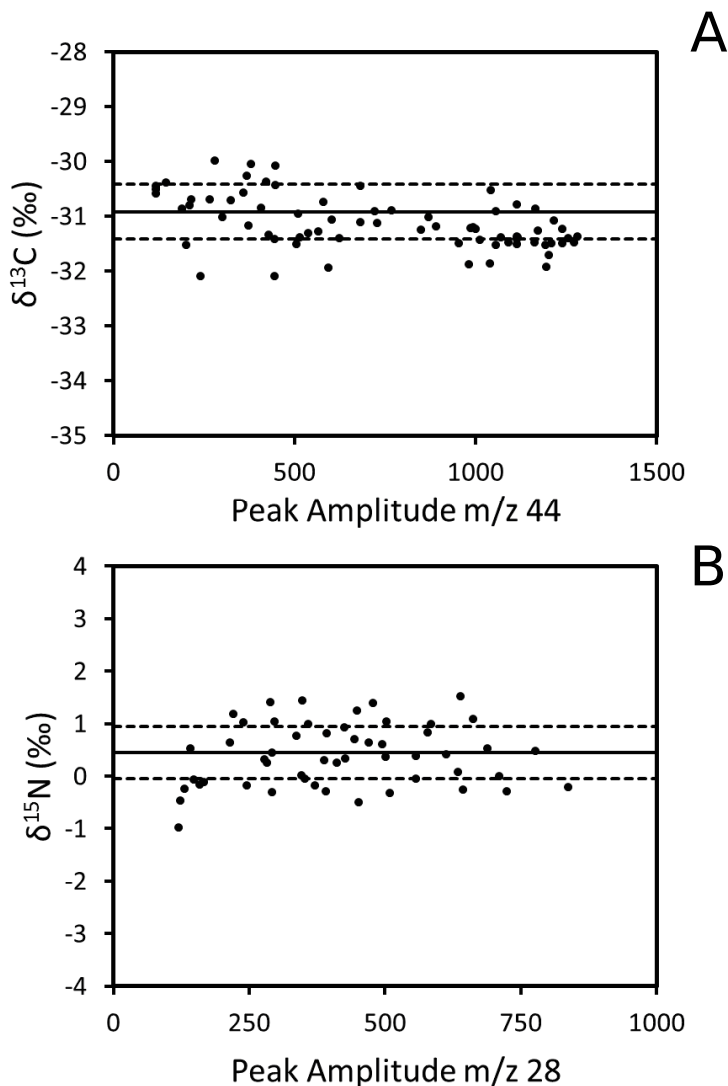 A
-28
-29
-30
-31
-32
-33
-34
-35
δ¹³C (‰)
0 500 1000 1500
Peak Amplitude m/z 44
B
4
3
2
1
0
-1
-2
-3
-4
δ¹⁵N (‰)
0 250 500 750 1000
Peak Amplitude m/z 28